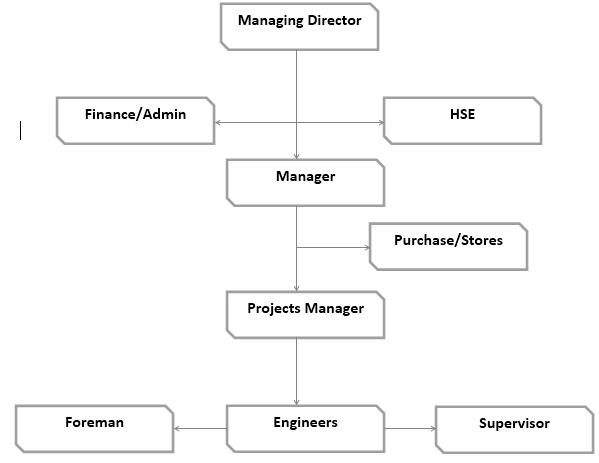 Managing Director
Finance/Admin
HSE
Manager
Purchase/Stores
Projects Manager
Foreman
Engineers
Supervisor